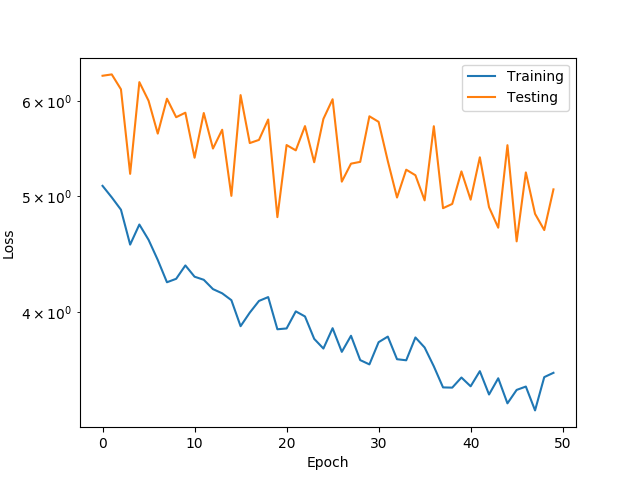 Training
Testing
6 × 10⁰
5 × 10⁰
4 × 10⁰
Loss
0 10 20 30 40 50
Epoch